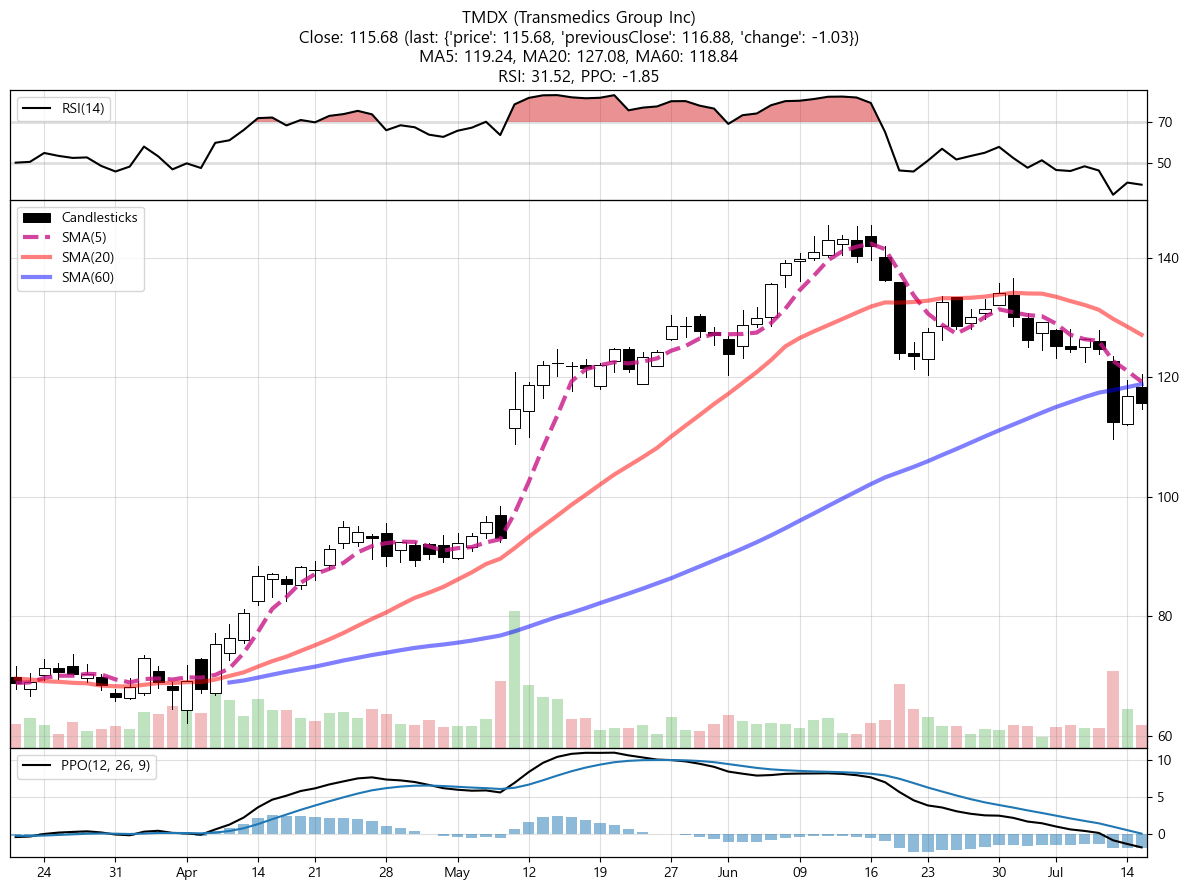 TMDX (Transmedics Group Inc)
Close: 115.68 (last: {'price': 115.68, 'previousClose': 116.88, 'change': -1.03})
MA5: 119.24, MA20: 127.08, MA60: 118.84
RSI: 31.52, PPO: -1.85
RSI(14)
70
50
Candlesticks
SMA(5)
SMA(20)
SMA(60)
140
120
100
80
60
PPO(12, 26, 9)
10
5
0
24 31 Apr 14 21 28 May 12 19 27 Jun 09 16 23 30 Jul 14